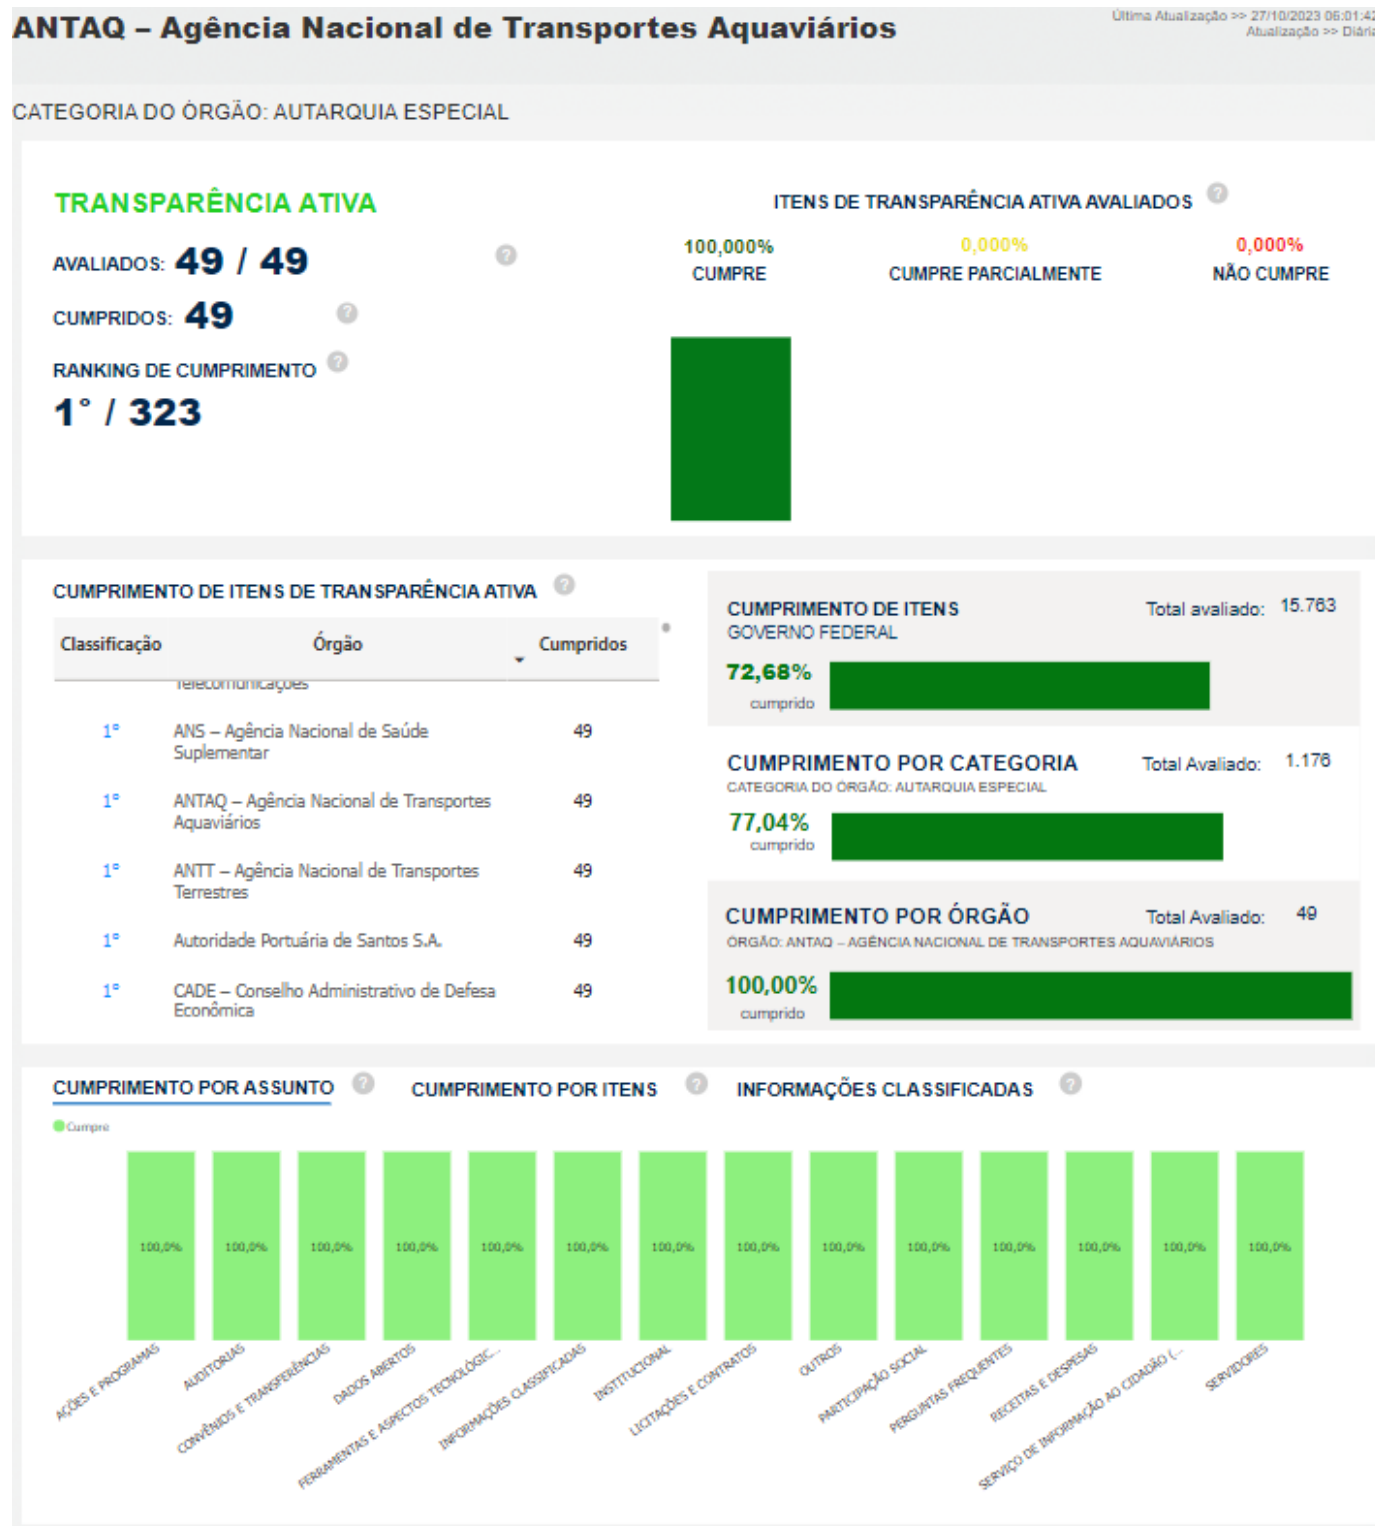 ANTAQ – Agência Nacional de Transportes Aquaviários
Última Atualização >> 27/10/2023 06:01:42
Atualização >> Diária
CATEGORIA DO ÓRGÃO: AUTARQUIA ESPECIAL
TRANSPARÊNCIA ATIVA
AVALIADOS: 49 / 49
CUMPRIDOS: 49
RANKING DE CUMPRIMENTO
1° / 323
ITENS DE TRANSPARÊNCIA ATIVA AVALIADOS
100,000% 0,000% 0,000%
CUMPRE CUMPRE PARCIALMENTE NÃO CUMPRE
CUMPRIMENTO DE ITENS DE TRANSPARÊNCIA ATIVA
Classificação Órgão Cumpridos
Telecomunicações
1° ANS – Agência Nacional de Saúde 49
Suplementar
1° ANTAQ – Agência Nacional de Transportes 49
Aquaviários
1° ANTT – Agência Nacional de Transportes 49
Terrestres
1° Autoridade Portuária de Santos S.A. 49
1° CADE – Conselho Administrativo de Defesa 49
Econômica
CUMPRIMENTO DE ITENS Total avaliado: 15.763
GOVERNO FEDERAL
72,68%
cumprido
CUMPRIMENTO POR CATEGORIA Total Avaliado: 1.176
CATEGORIA DO ÓRGÃO: AUTARQUIA ESPECIAL
77,04%
cumprido
CUMPRIMENTO POR ÓRGÃO Total Avaliado: 49
ÓRGÃO: ANTAQ – AGÊNCIA NACIONAL DE TRANSPORTES AQUAVIÁRIOS
100,00%
cumprido
CUMPRIMENTO POR ASSUNTO CUMPRIMENTO POR ITENS INFORMAÇÕES CLASSIFICADAS
Cumpre
100,0% 100,0% 100,0% 100,0% 100,0% 100,0% 100,0% 100,0% 100,0% 100,0% 100,0% 100,0% 100,0% 100,0%
AÇÕES E PROGRAMAS
AUDITORIAS
CONVÊNIOS E TRANSFERÊNCIAS
DADOS ABERTOS
FERRAMENTAS E ASPECTOS TECNOLÓGIC...
INFORMAÇÕES CLASSIFICADAS
INSTITUCIONAL
LICITAÇÕES E CONTRATOS
OUTROS
PARTICIPAÇÃO SOCIAL
PERGUNTAS FREQUENTES
RECEITAS E DESPESAS
SERVIÇO DE INFORMAÇÃO AO CIDADÃO (...
SERVIDORES